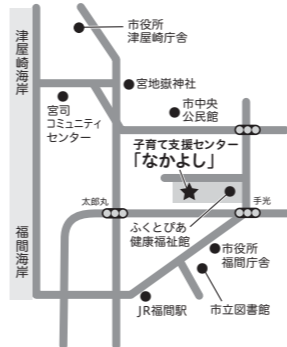 市役所
津屋崎庁舎
津屋崎海岸
宮地嶽神社
宮司
コミュニティ
センター
市中央
公民館
子育て支援センター
「なかよし」
太郎丸
手光
ふくとぴあ
健康福祉館
福間海岸
市役所
福間庁舎
市立図書館
JR福間駅